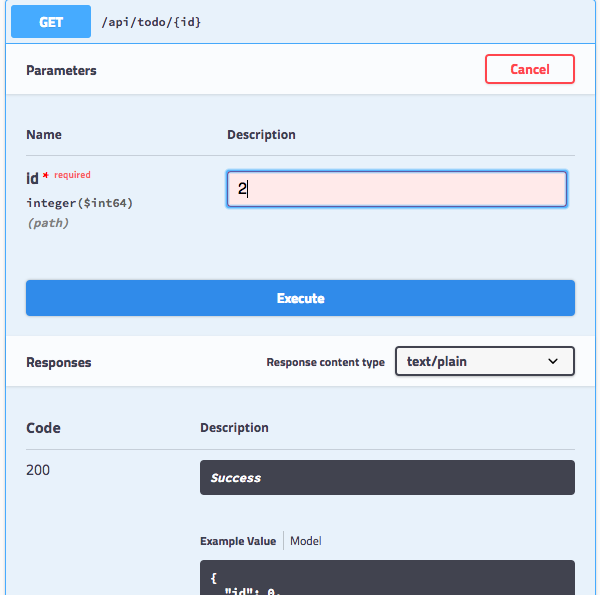 GET /api/todo/{id}
Parameters Cancel
Name Description
id * required
2
integer($int64)
(path)
Execute
Responses Response content type text/plain
Code Description
200 Success
Example Value Model
{
"id": 0,